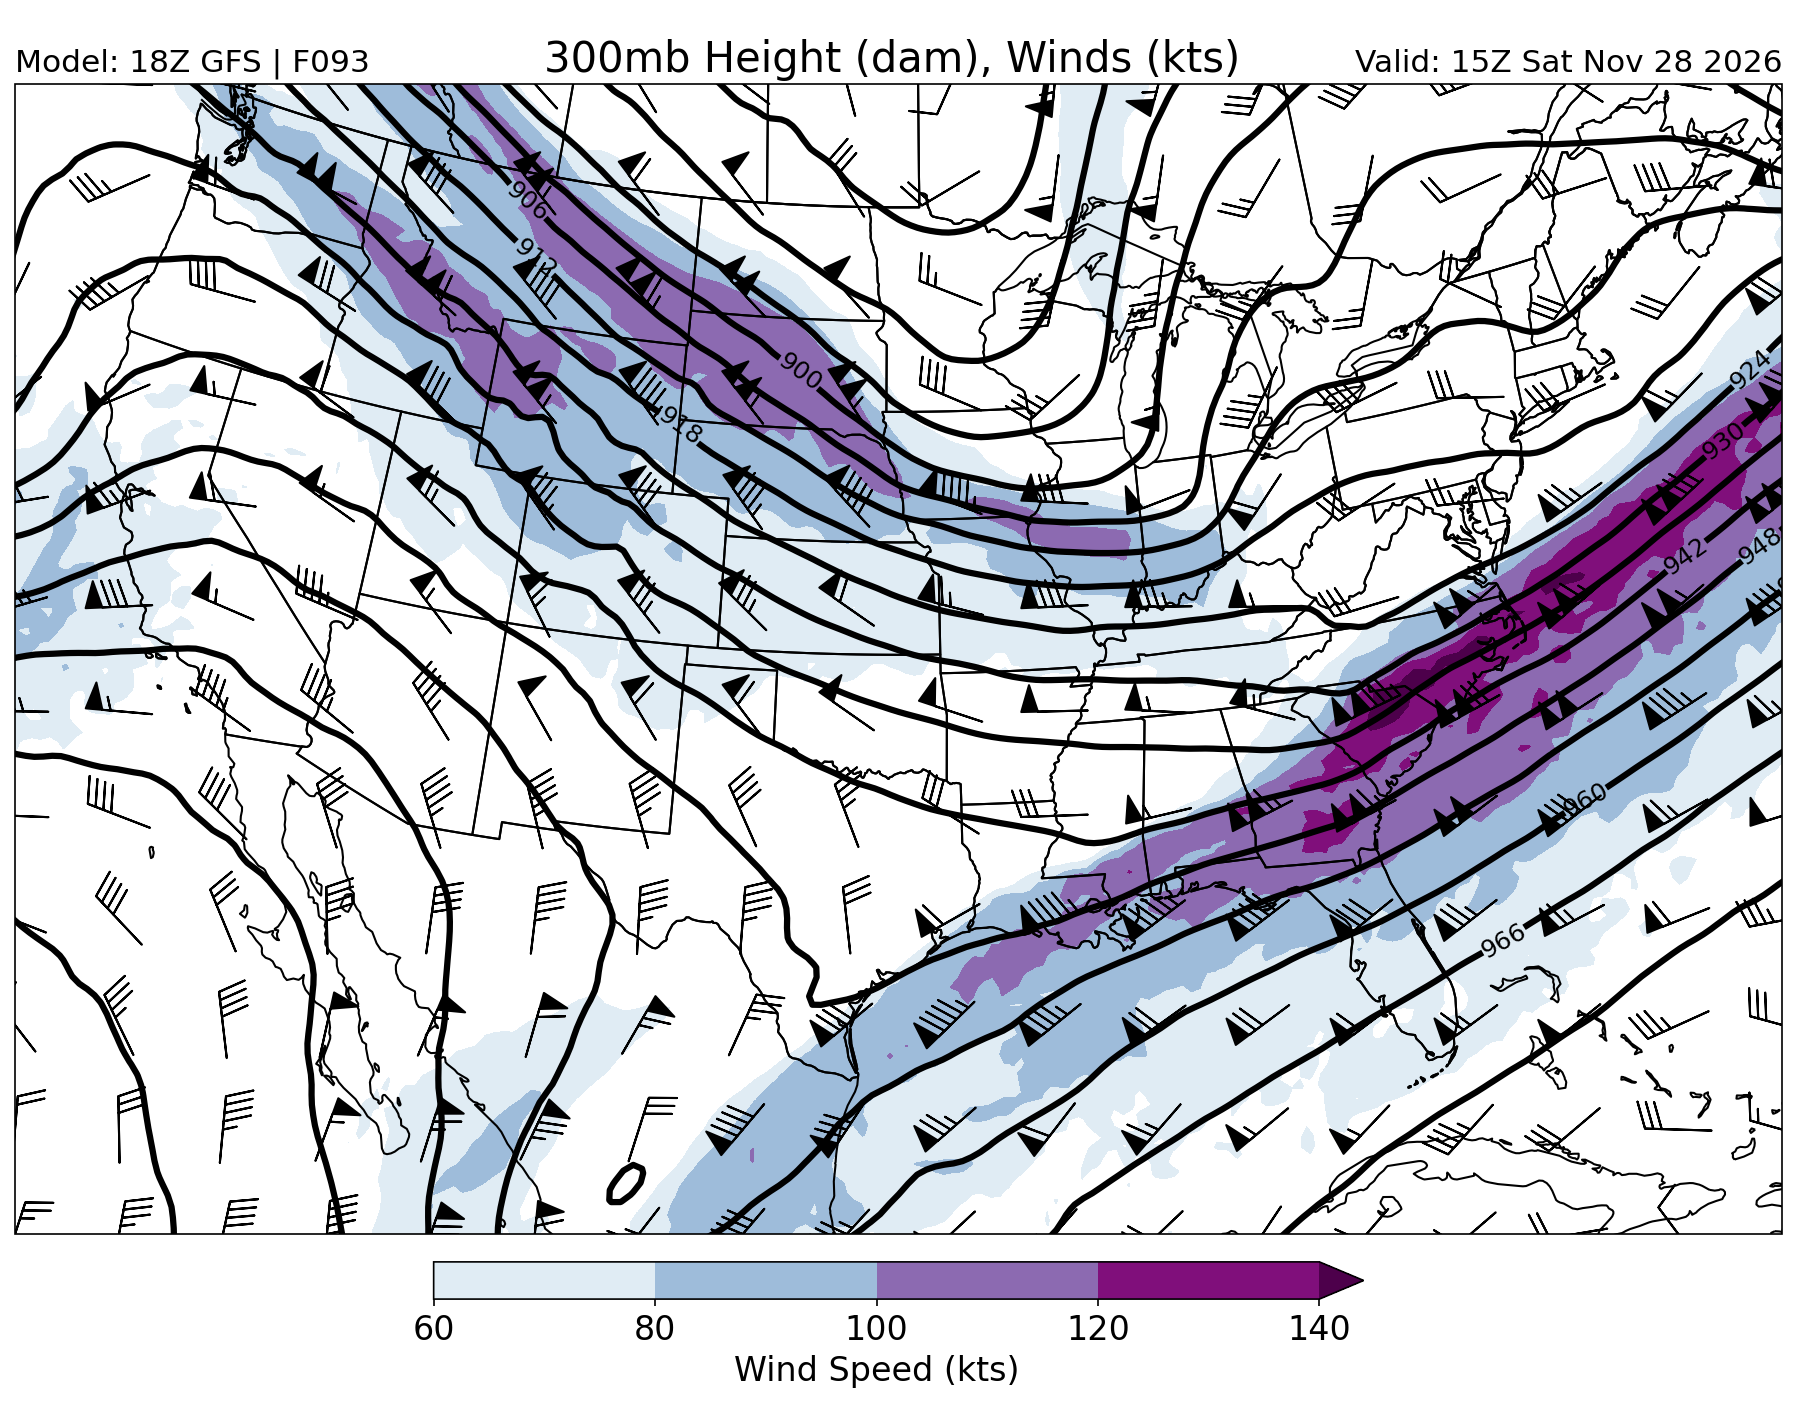 Model: 18Z GFS | F093
300mb Height (dam), Winds (kts)
Valid: 15Z Sat Nov 28 2026
906
912
900
918
924
930
942
948
960
966
60 80 100 120 140
Wind Speed (kts)